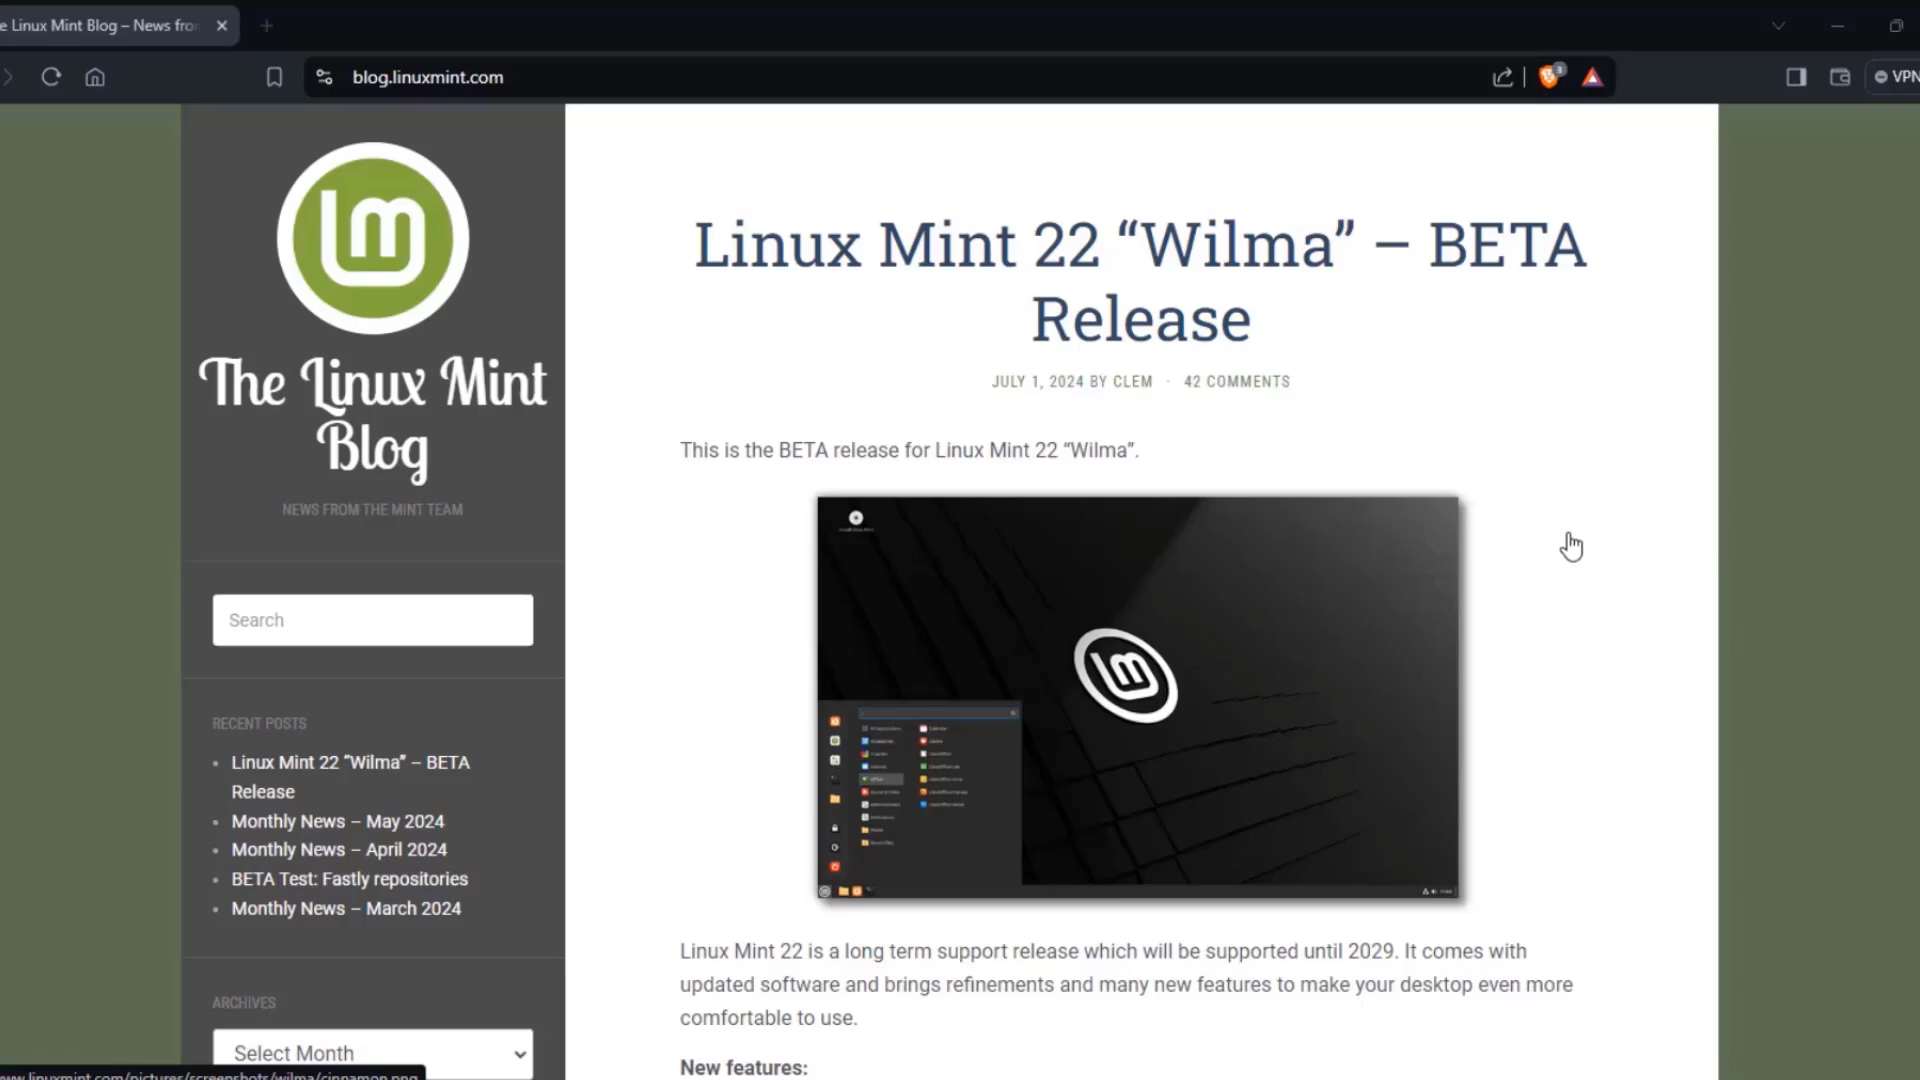 e Linux Mint Blog – News fro
blog.linuxmint.com
3
VPN
lm
The Linux Mint
Blog
NEWS FROM THE MINT TEAM
Search
RECENT POSTS
Linux Mint 22 “Wilma” – BETA
Release
Monthly News – May 2024
Monthly News – April 2024
BETA Test: Fastly repositories
Monthly News – March 2024
ARCHIVES
Select Month
Linux Mint 22 “Wilma” – BETA
Release
JULY 1, 2024 BY CLEM · 42 COMMENTS
This is the BETA release for Linux Mint 22 “Wilma”.
lm
Linux Mint 22 is a long term support release which will be supported until 2029. It comes with
updated software and brings refinements and many new features to make your desktop even more
comfortable to use.
New features:
www.linuxmint.com/pictures/screenshots/wilma/cinnamon.png